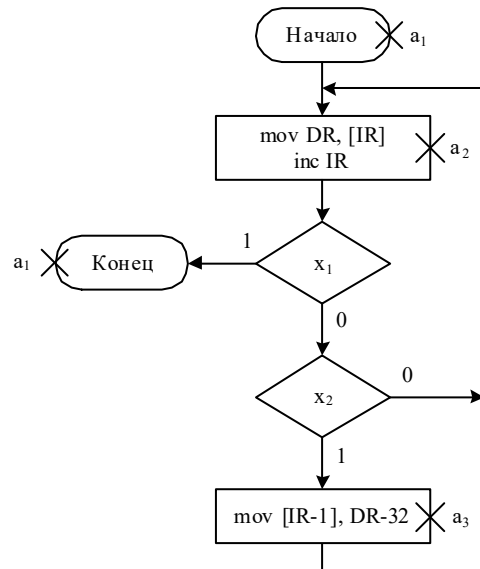 Начало
a1
mov DR, [IR]
inc IR
a2
1
a1
Конец
x1
0
0
x2
1
mov [IR-1], DR-32
a3